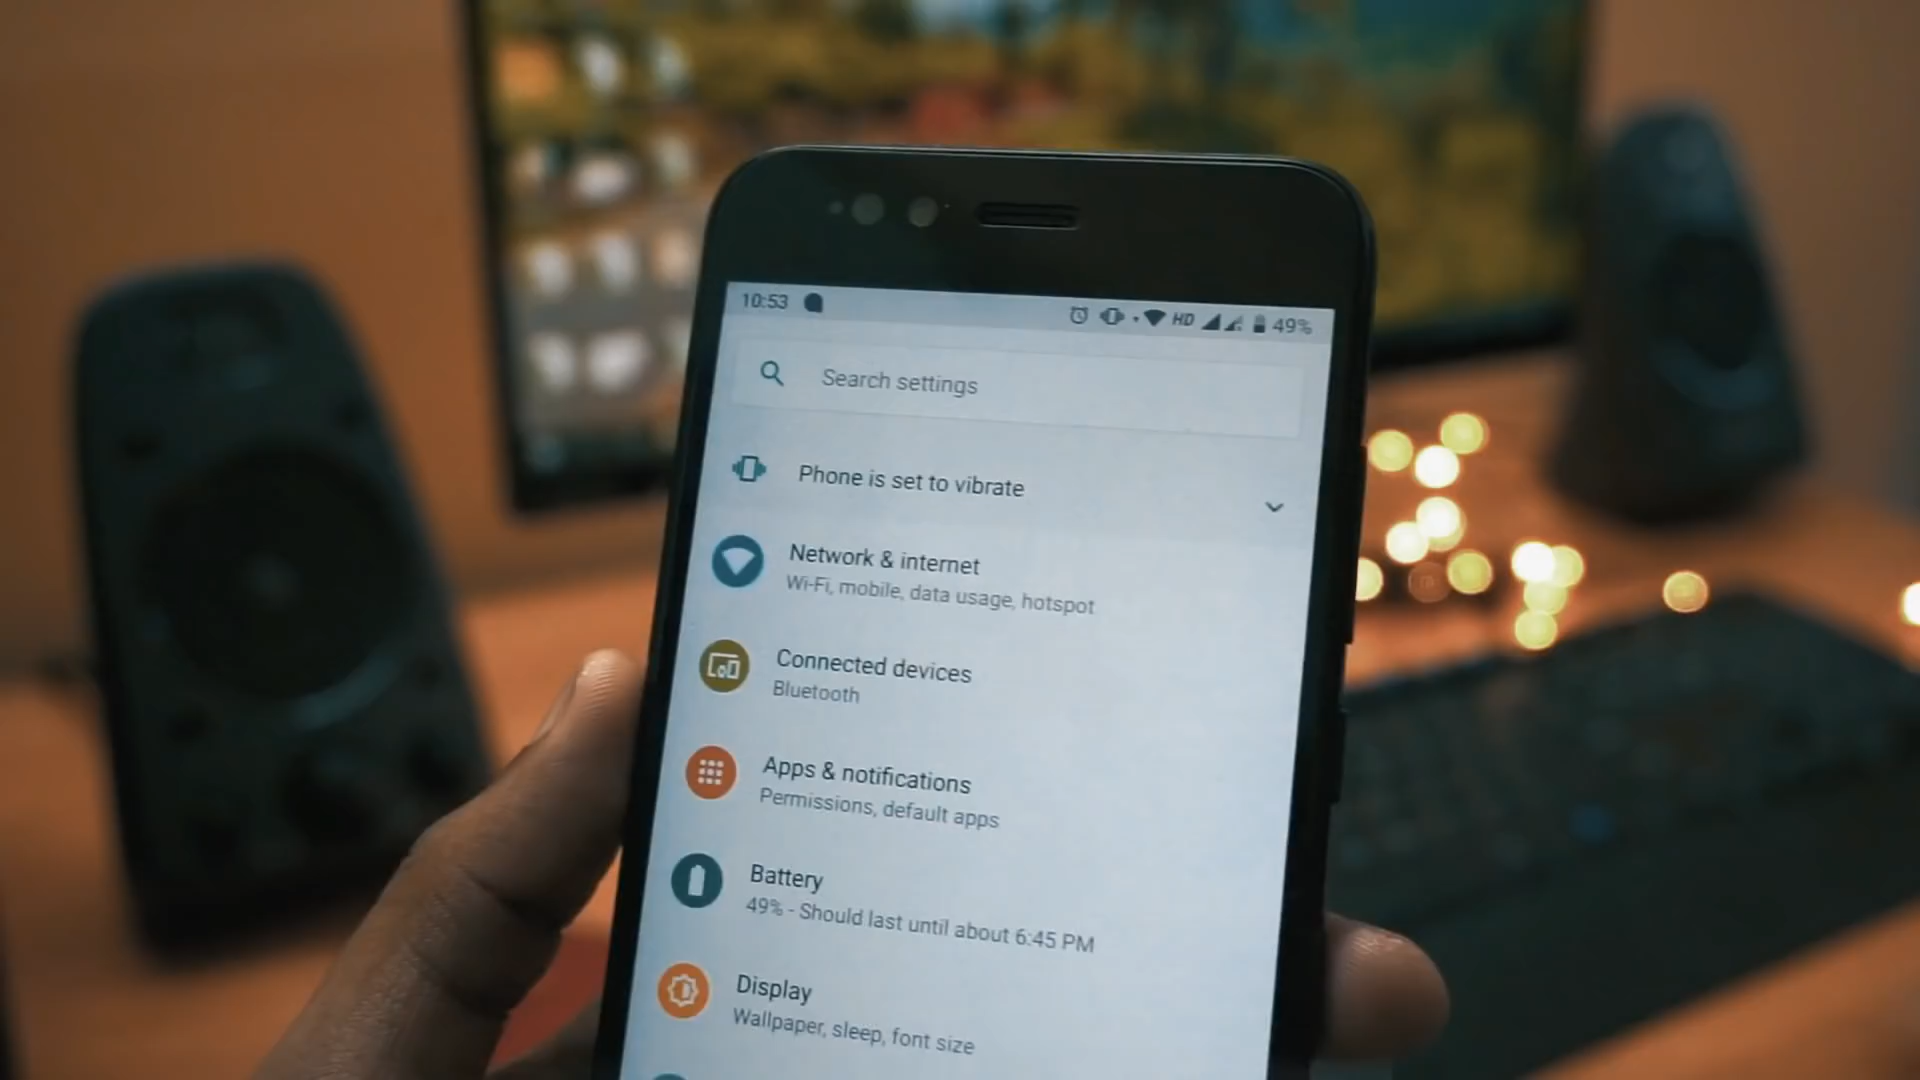 10:53 HD 49%
Search settings
Phone is set to vibrate
Network & internet
Wi-Fi, mobile, data usage, hotspot
Connected devices
Bluetooth
Apps & notifications
Permissions, default apps
Battery
49% - Should last until about 6:45 PM
Display
Wallpaper, sleep, font size